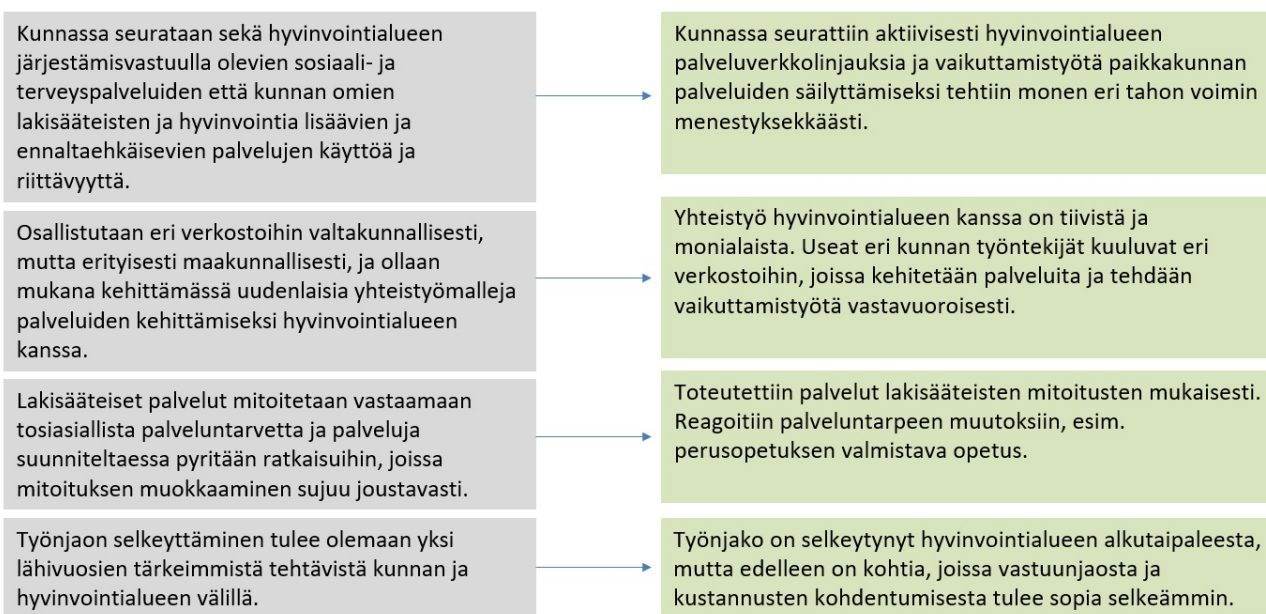 Kunnassa seurataan sekä hyvinvointialueen
järjestämisvastuulla olevien sosiaali- ja
terveyspalveluiden että kunnan omien
lakisääteisten ja hyvinvointia lisäävien ja
ennaltaehkäisevien palvelujen käyttöä ja
riittävyyttä.
Kunnassa seurattiin aktiivisesti hyvinvointialueen
palveluverkkolinjauksia ja vaikuttamistyötä paikkakunnan
palveluiden säilyttämiseksi tehtiin monen eri tahon voimin
menestyksekkäästi.
Osallistutaan eri verkostoihin valtakunnallisesti,
mutta erityisesti maakunnallisesti, ja ollaan
mukana kehittämässä uudenlaisia yhteistyömalleja
palveluiden kehittämiseksi hyvinvointialueen
kanssa.
Yhteistyö hyvinvointialueen kanssa on tiivistä ja
monialaista. Useat eri kunnan työntekijät kuuluvat eri
verkostoihin, joissa kehitetään palveluita ja tehdään
vaikuttamistyötä vastavuoroisesti.
Lakisääteiset palvelut mitoitetaan vastaamaan
tosiasiallista palveluntarvetta ja palveluja
suunniteltaessa pyritään ratkaisuihin, joissa
mitoituksen muokkaaminen sujuu joustavasti.
Toteutettiin palvelut lakisääteisten mitoitusten mukaisesti.
Reagoitiin palveluntarpeen muutoksiin, esim.
perusopetuksen valmistava opetus.
Työnjaon selkeyttäminen tulee olemaan yksi
lähivuosien tärkeimmistä tehtävistä kunnan ja
hyvinvointialueen välillä.
Työnjako on selkeytynyt hyvinvointialueen alkutaipaleesta,
mutta edelleen on kohtia, joissa vastuunjaosta ja
kustannusten kohdentumisesta tulee sopia selkeämmin.